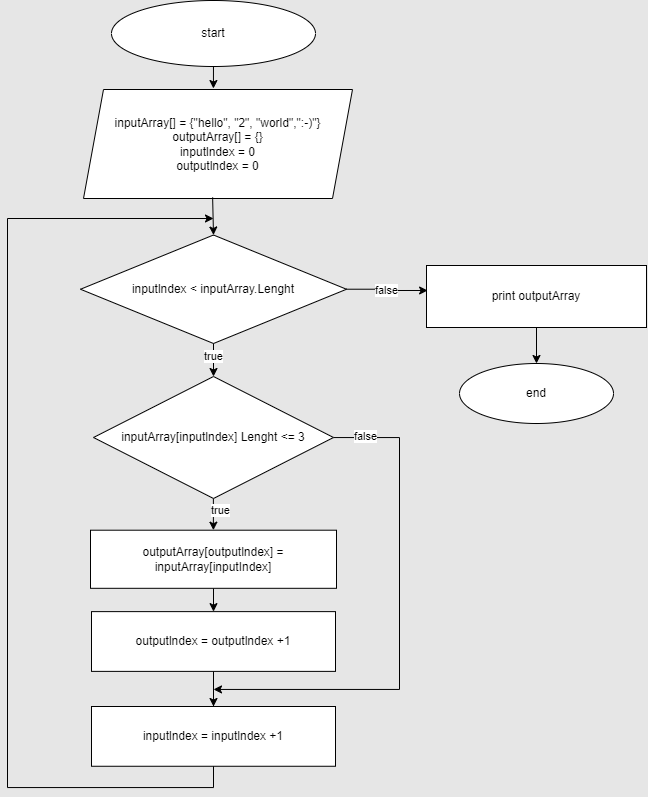 start
inputArray[] = {"hello", "2", "world",":-)"}
outputArray[] = {}
inputIndex = 0
outputIndex = 0
inputIndex < inputArray.Lenght
false
print outputArray
true
end
inputArray[inputIndex] Lenght <= 3
false
true
outputArray[outputIndex] =
inputArray[inputIndex]
outputIndex = outputIndex +1
inputIndex = inputIndex +1